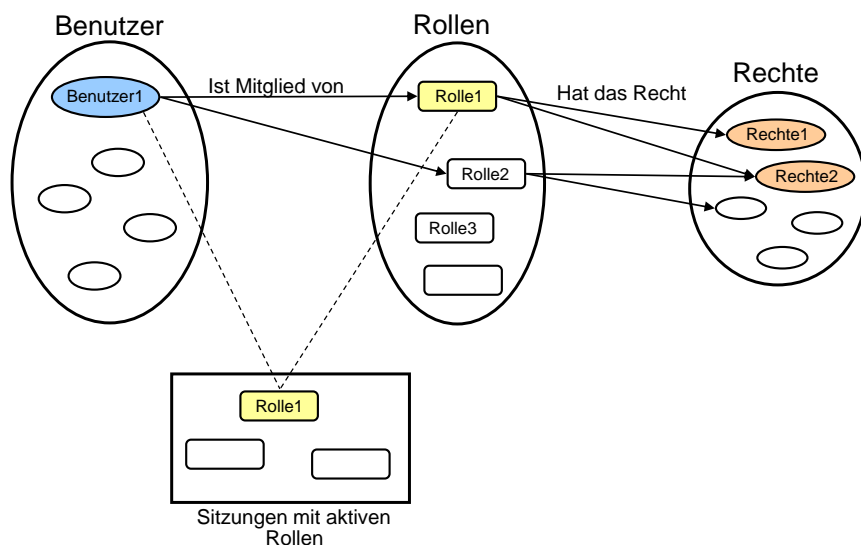 Benutzer
Rollen
Rechte
Ist Mitglied von
Hat das Recht
Benutzer1
Rolle1
Rechte1
Rolle2
Rechte2
Rolle3
Rolle1
Sitzungen mit aktiven
Rollen